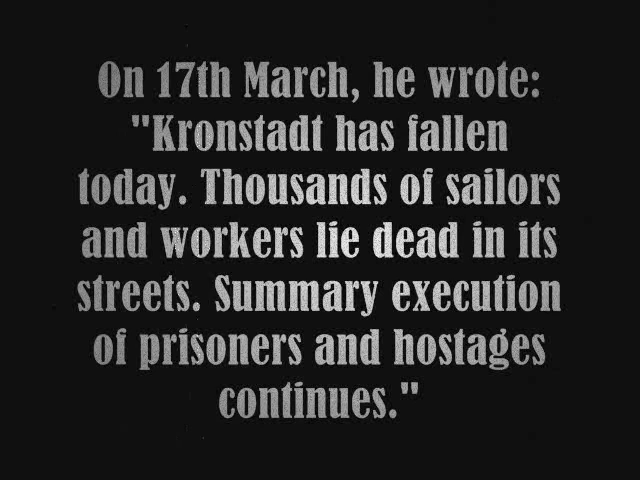 On 17th March, he wrote:
"Kronstadt has fallen
today. Thousands of sailors
and workers lie dead in its
streets. Summary execution
of prisoners and hostages
continues."